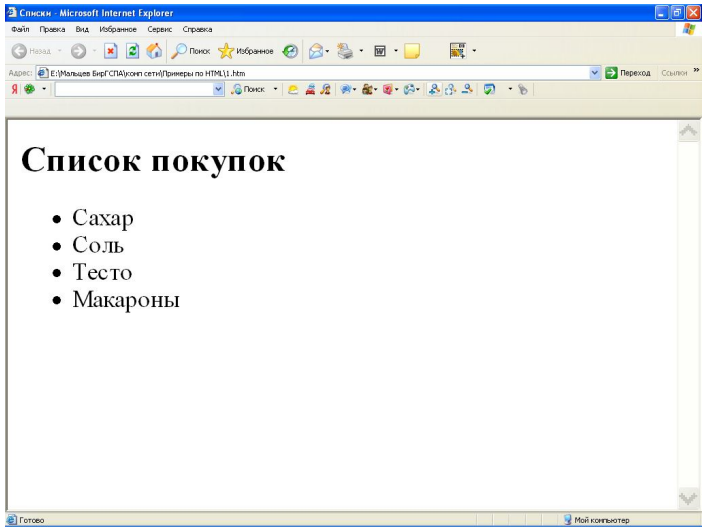 Списки - Microsoft Internet Explorer
Файл Правка Вид Избранное Сервис Справка
Назад Поиск Избранное
Адрес: E:\Мальцев БирГСПА\комп сети\Примеры по HTML\1.htm Переход Ссылки »
Я Поиск
Список покупок
• Сахар
• Соль
• Тесто
• Макароны
Готово Мой компьютер